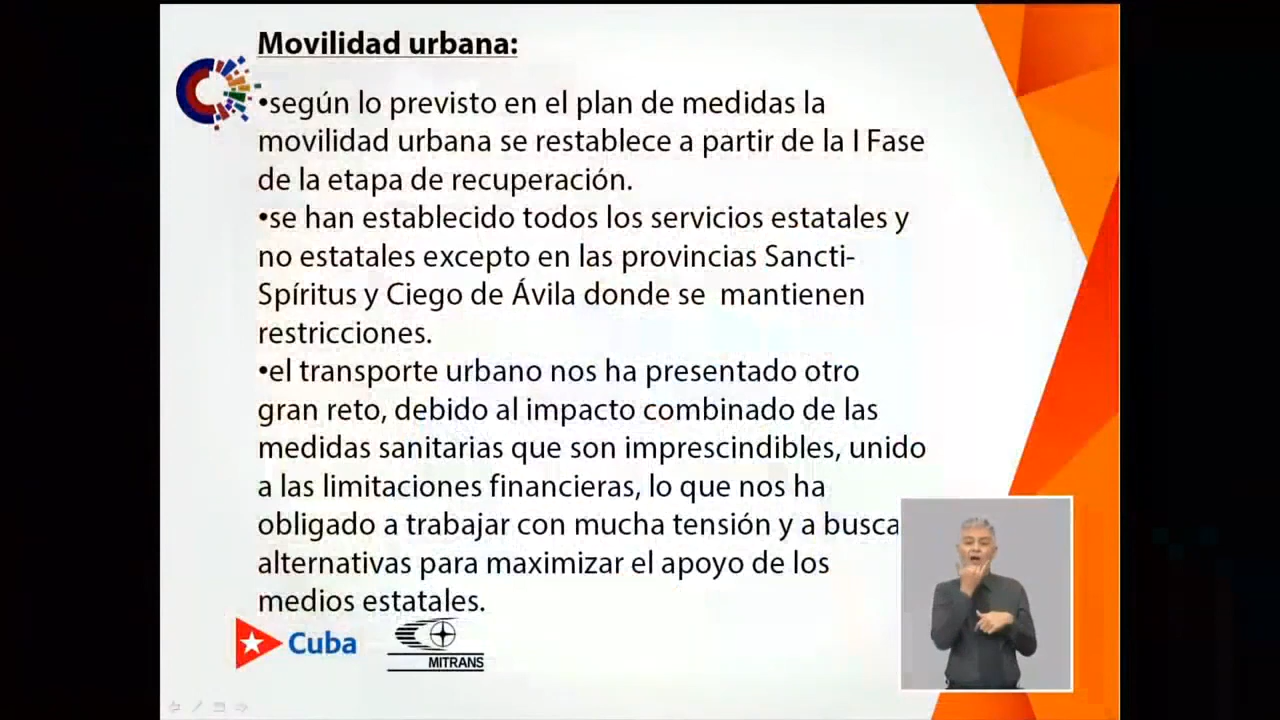 Movilidad urbana:
•según lo previsto en el plan de medidas la
movilidad urbana se restablece a partir de la I Fase
de la etapa de recuperación.
•se han establecido todos los servicios estatales y
no estatales excepto en las provincias Sancti-
Spíritus y Ciego de Ávila donde se mantienen
restricciones.
•el transporte urbano nos ha presentado otro
gran reto, debido al impacto combinado de las
medidas sanitarias que son imprescindibles, unido
a las limitaciones financieras, lo que nos ha
obligado a trabajar con mucha tensión y a busca
alternativas para maximizar el apoyo de los
medios estatales.
Cuba
MITRANS